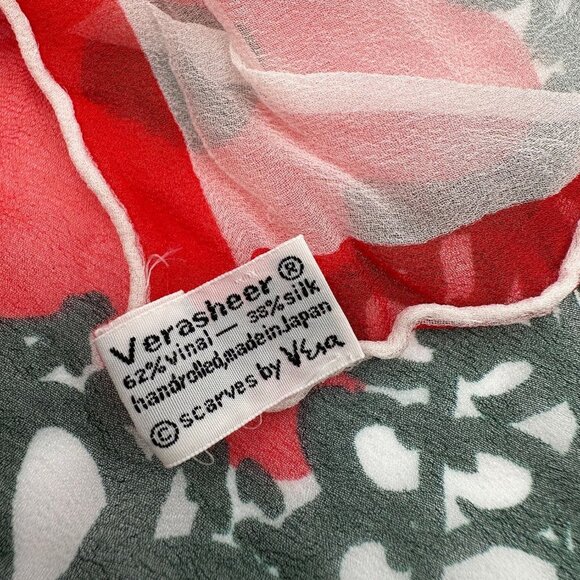 Verasheer ®
62% vinal — 38% silk
handrolled, made in Japan
© scarves by Vera